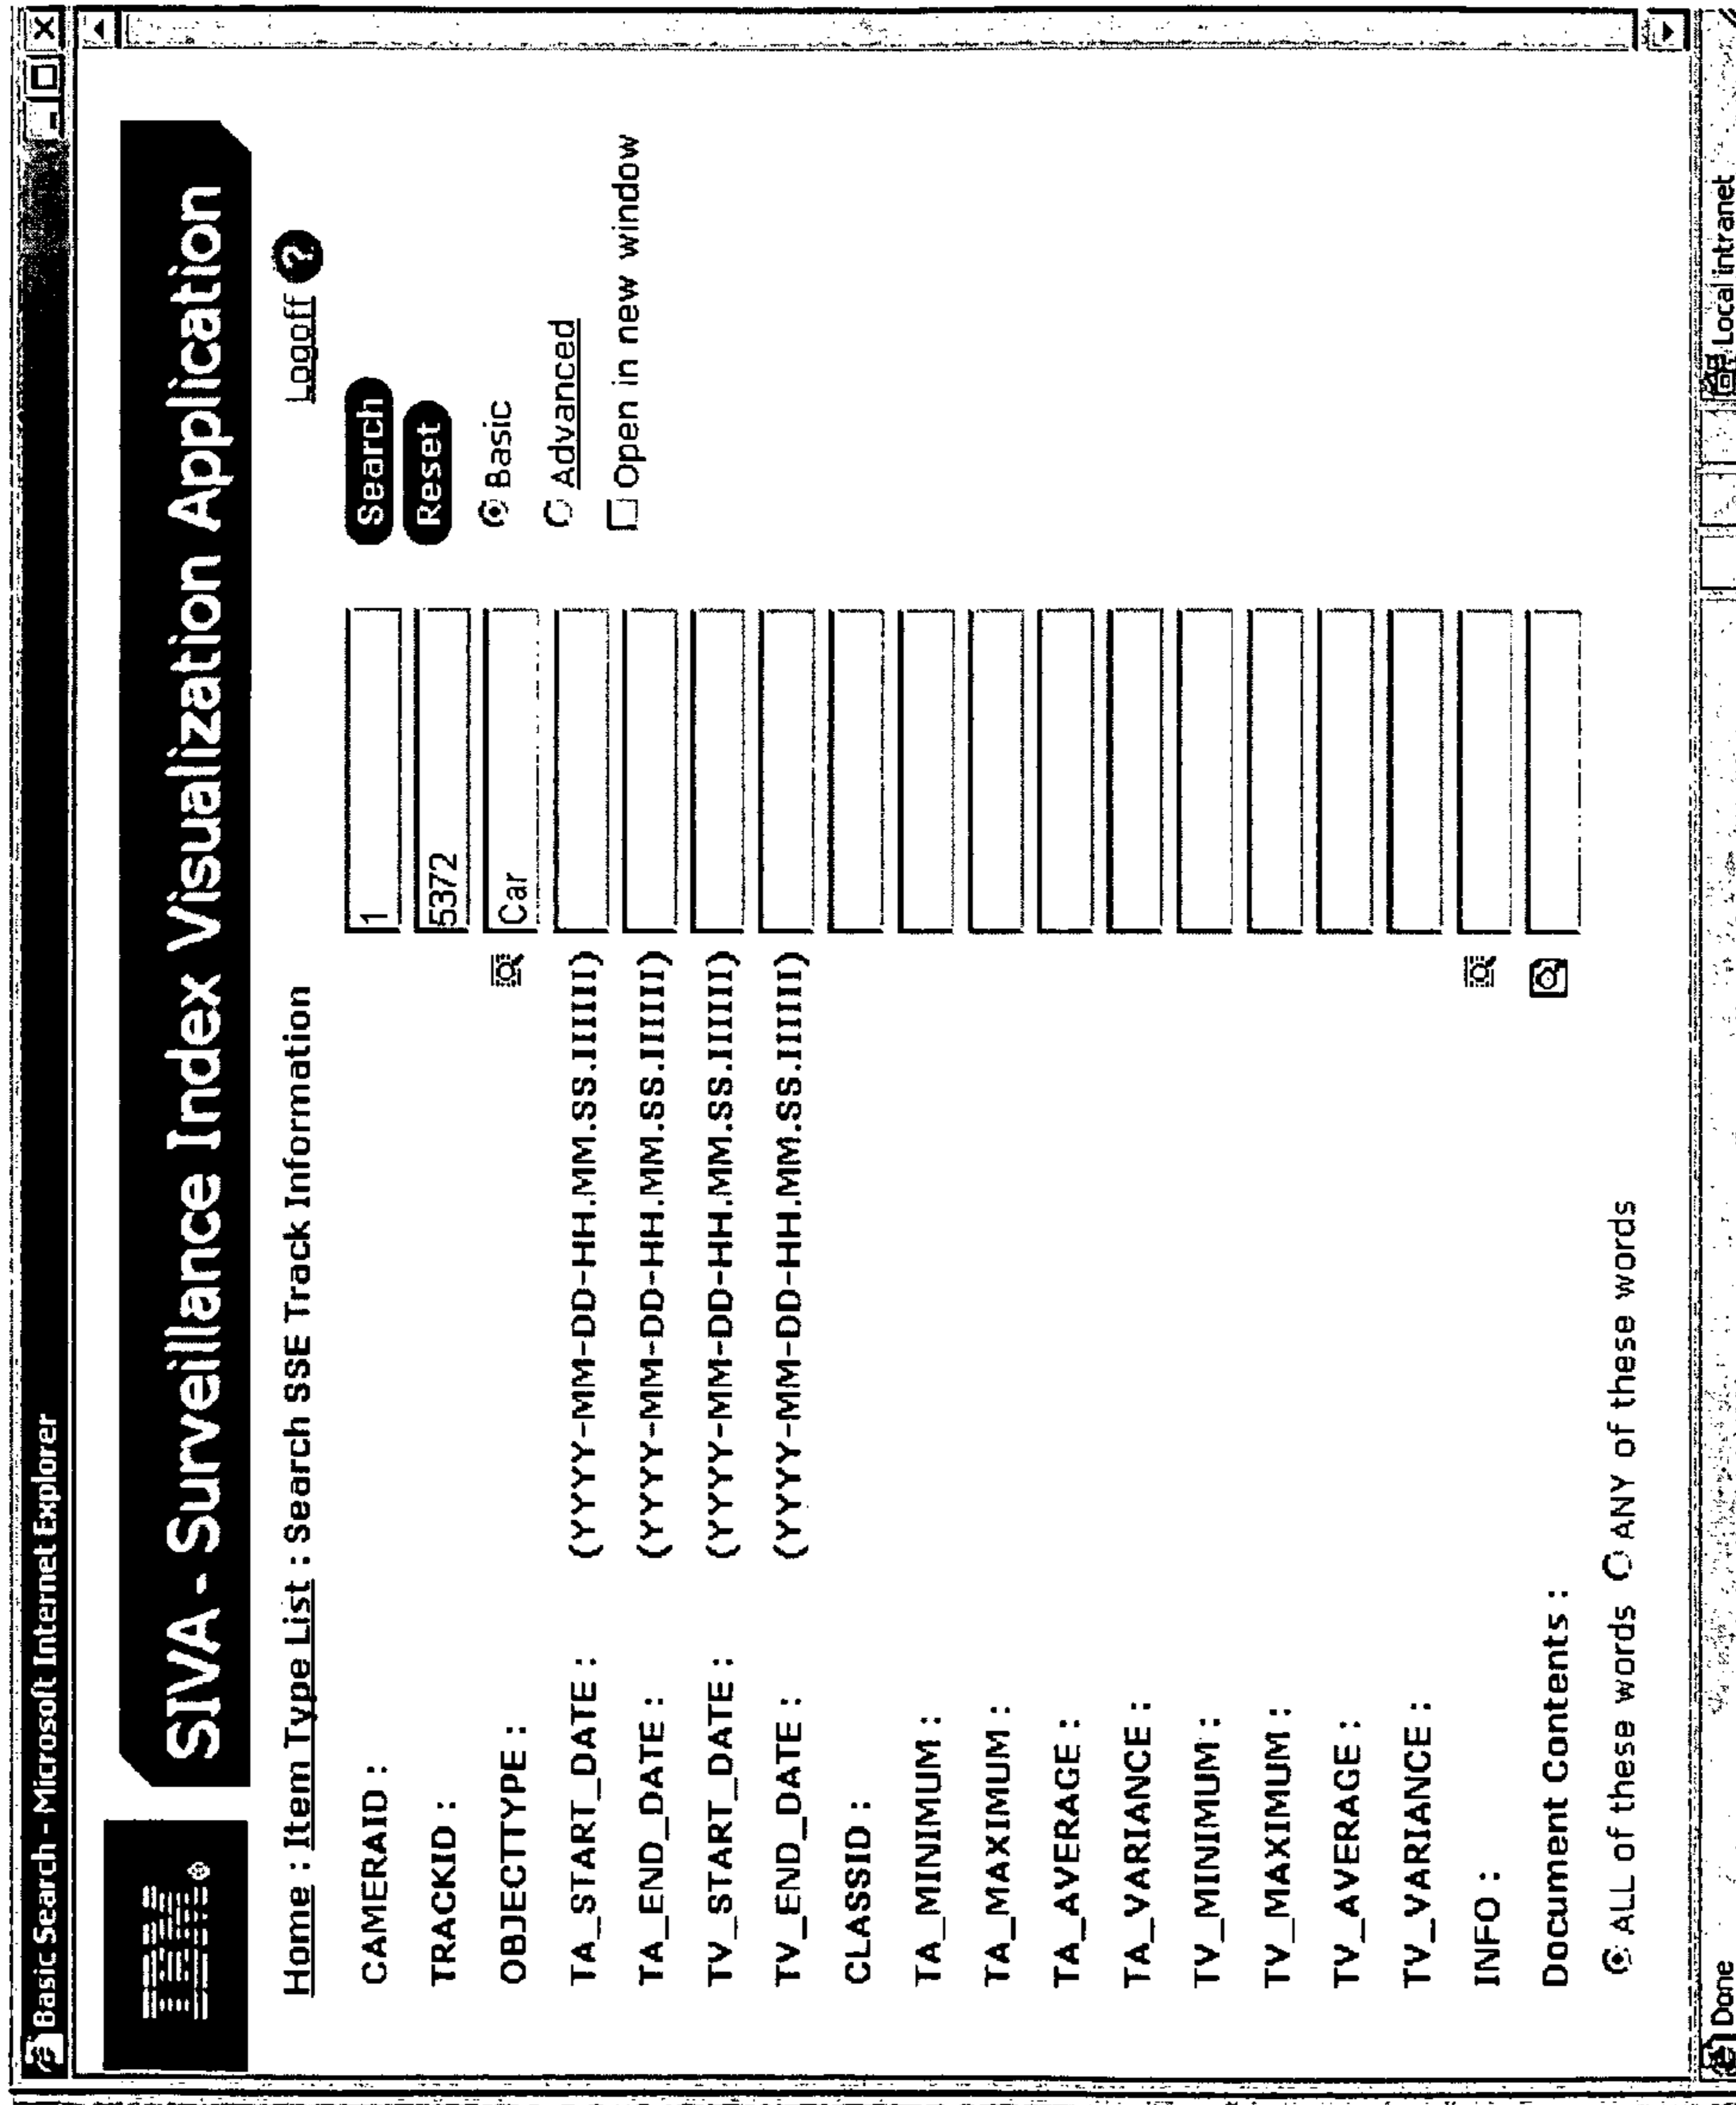 Basic Search - Microsoft Internet Explorer
IBM®
SIVA - Surveillance Index Visualization Application
Home : Item Type List : Search SSE Track Information
Logoff ?
CAMERAID : 1
TRACKID : 5372
OBJECTTYPE : Car
TA_START_DATE : (YYYY-MM-DD-HH.MM.SS.IIIIII)
TA_END_DATE : (YYYY-MM-DD-HH.MM.SS.IIIIII)
TV_START_DATE : (YYYY-MM-DD-HH.MM.SS.IIIIII)
TV_END_DATE : (YYYY-MM-DD-HH.MM.SS.IIIIII)
CLASSID :
TA_MINIMUM :
TA_MAXIMUM :
TA_AVERAGE :
TA_VARIANCE :
TV_MINIMUM :
TV_MAXIMUM :
TV_AVERAGE :
TV_VARIANCE :
INFO :
Document Contents :
ALL of these words ANY of these words
Search
Reset
Basic
Advanced
Open in new window
Done
Local intranet